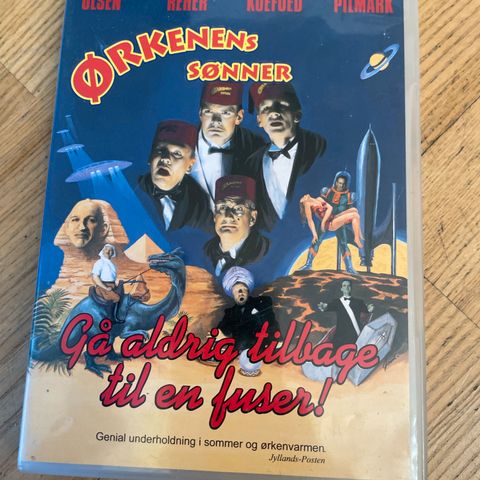 OLSEN REHER KOEFOED PILMARK
ØRKENENS
SØNNER
Gå aldrig tilbage
til en fuser!
Genial underholdning i sommer og ørkenvarmen.
Jyllands-Posten